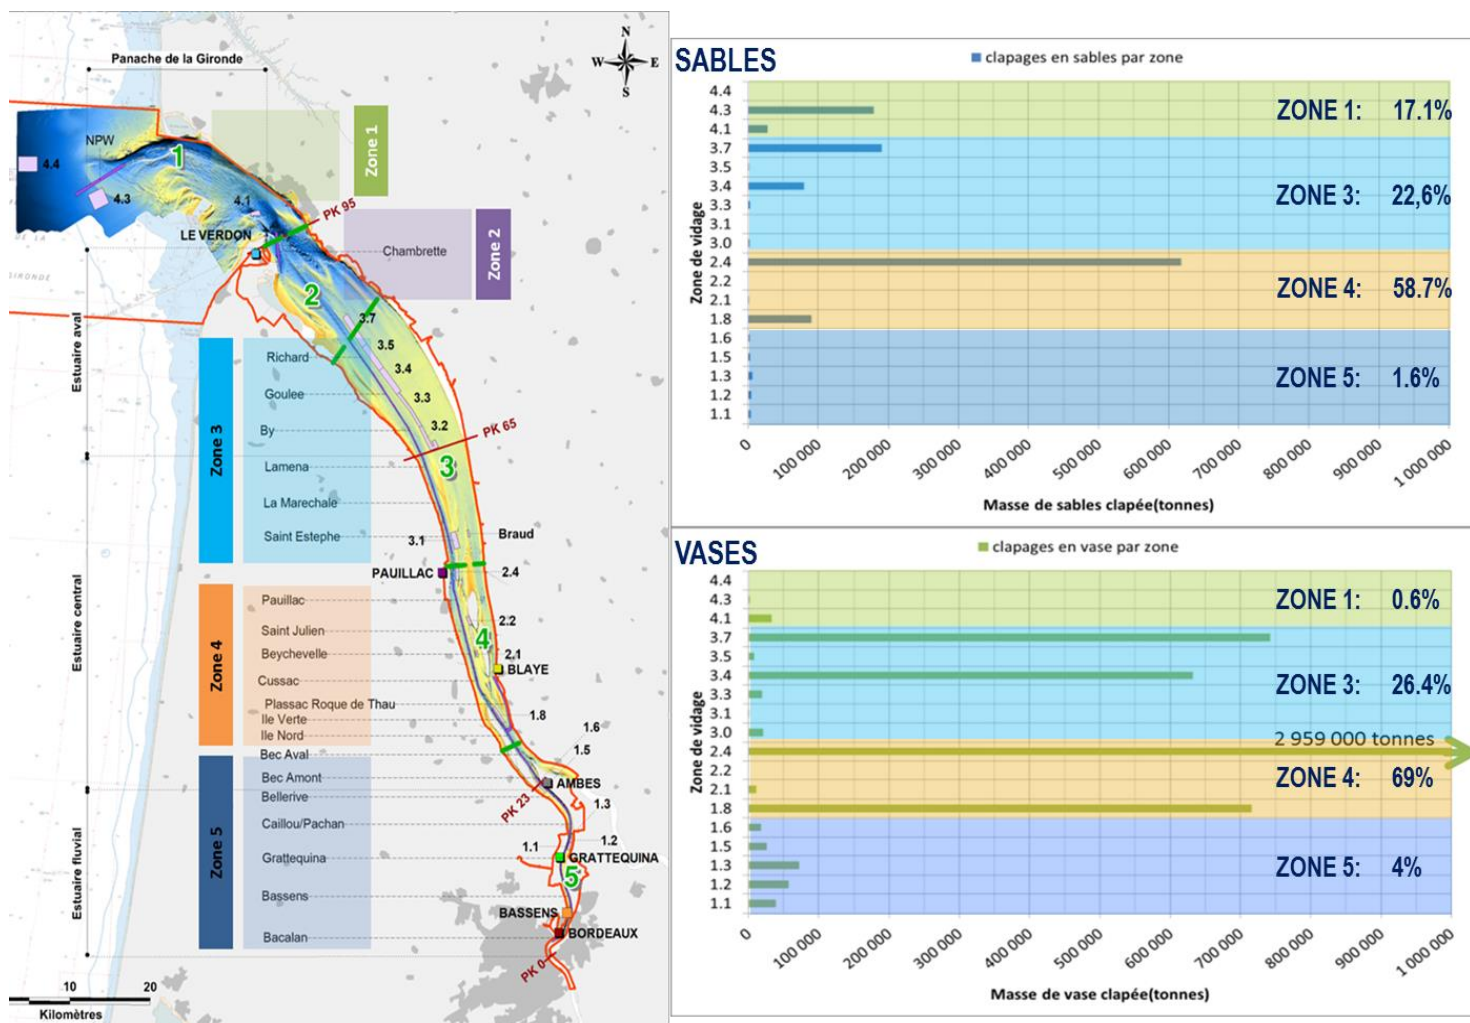 Panache de la Gironde
N
W
E
S
NPW
1
4.4
4.3
4.1
Zone 1
PK 95
LE VERDON
Chambrette
Zone 2
GIRONDE
2
Estuaire aval
3.7
Richard
3.5
3.4
Goulee
3.3
By
3.2
PK 65
Zone 3
Lamena
3
La Marechale
Saint Estephe
3.1
Braud
PAUILLAC
2.4
Estuaire central
Pauillac
2.2
Saint Julien
4
Beychevelle
2.1
BLAYE
Zone 4
Cussac
Plassac Roque de Thau
Ile Verte
1.8
Ile Nord
1.6
Bec Aval
1.5
Bec Amont
AMBES
Bellerive
PK 23
1.3
Caillou/Pachan
Zone 5
1.1
1.2
Grattequina
GRATTEQUINA
Estuaire fluvial
5
Bassens
BASSENS
Bacalan
BORDEAUX
PK 0
10
20
Kilomètres
SABLES
clapages en sables par zone
Zone de vidage
4.4
4.3
4.1
3.7
3.5
3.4
3.3
3.1
3.0
2.4
2.2
2.1
1.8
1.6
1.5
1.3
1.2
1.1
ZONE 1: 17.1%
ZONE 3: 22,6%
ZONE 4: 58.7%
ZONE 5: 1.6%
0
100 000
200 000
300 000
400 000
500 000
600 000
700 000
800 000
900 000
1 000 000
Masse de sables clapée(tonnes)
VASES
clapages en vase par zone
Zone de vidage
4.4
4.3
4.1
3.7
3.5
3.4
3.3
3.1
3.0
2.4
2.2
2.1
1.8
1.6
1.5
1.3
1.2
1.1
ZONE 1: 0.6%
ZONE 3: 26.4%
2 959 000 tonnes
ZONE 4: 69%
ZONE 5: 4%
0
100 000
200 000
300 000
400 000
500 000
600 000
700 000
800 000
900 000
1 000 000
Masse de vase clapée(tonnes)